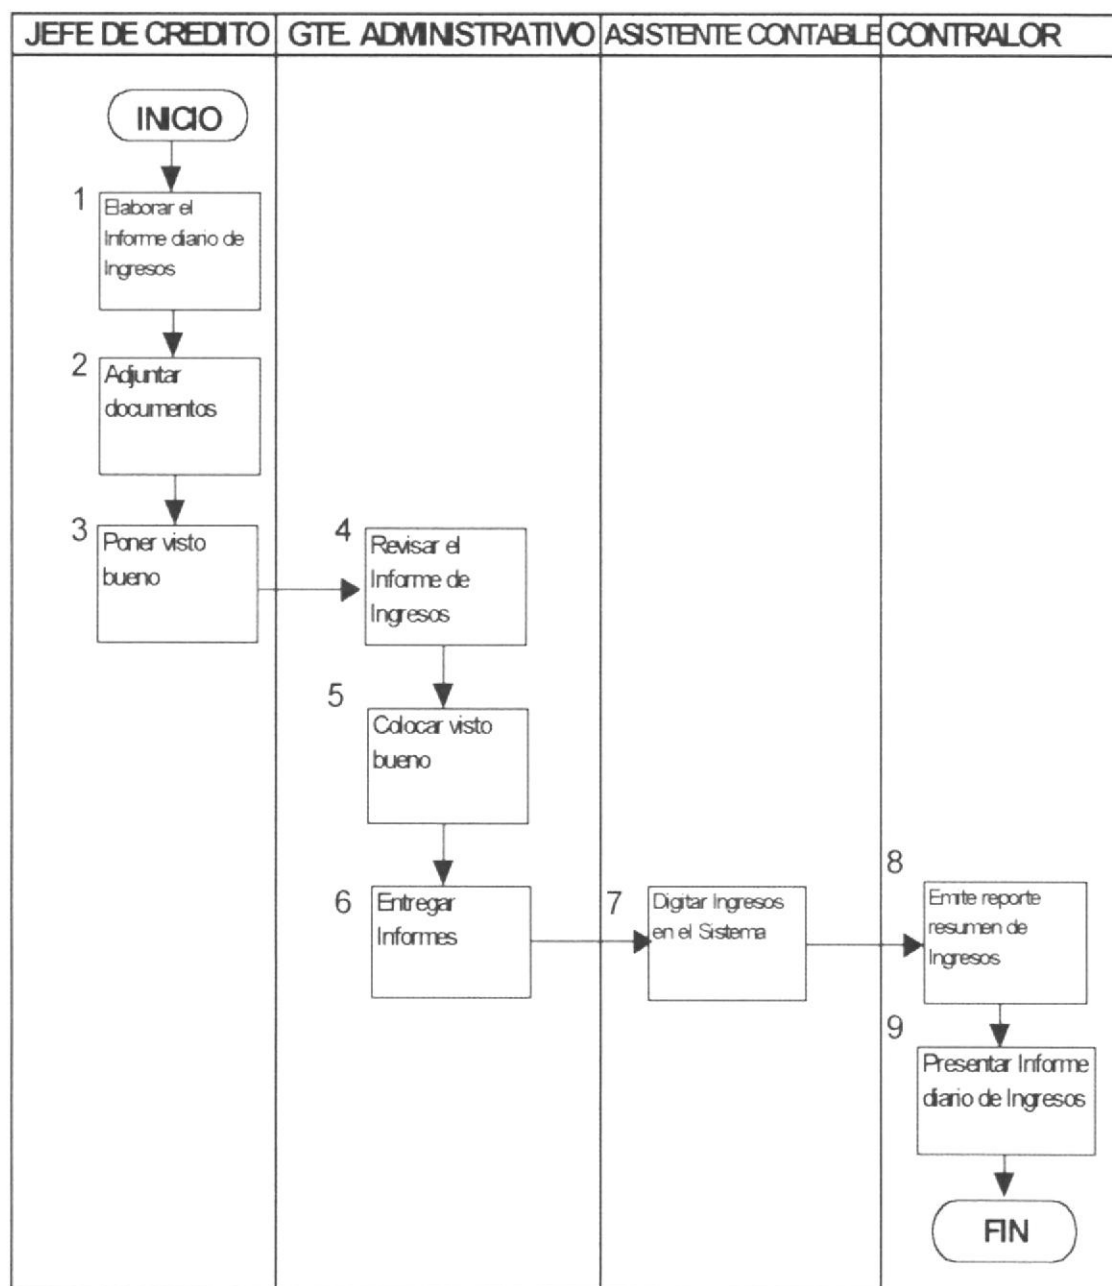 JEFE DE CREDITO
GTE. ADMINISTRATIVO
ASISTENTE CONTABLE
CONTRALOR
INICIO
1
Elaborar el
Informe diario de
Ingresos
2
Adjuntar
documentos
3
Poner visto
bueno
4
Revisar el
Informe de
Ingresos
5
Colocar visto
bueno
6
Entregar
Informes
7
Digitar Ingresos
en el Sistema
8
Emite reporte
resumen de
Ingresos
9
Presentar Informe
diario de Ingresos
FIN